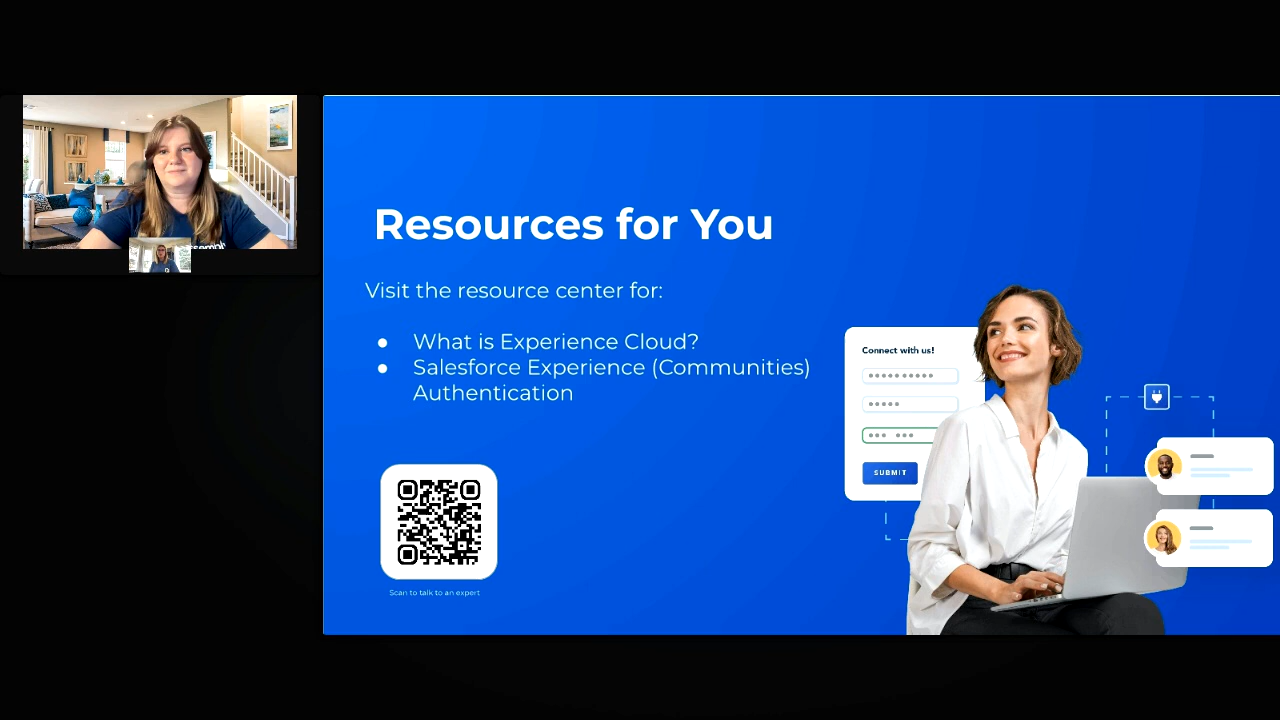 Resources for You
Visit the resource center for:
● What is Experience Cloud?
● Salesforce Experience (Communities)
Authentication
Connect with us!
SUBMIT
Scan to talk to an expert